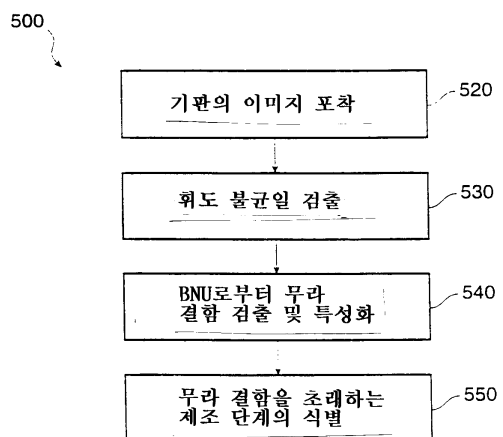 500
기판의 이미지 포착
520
휘도 불균일 검출
530
BNU로부터 무라
결함 검출 및 특성화
540
무라 결함을 초래하는
제조 단계의 식별
550